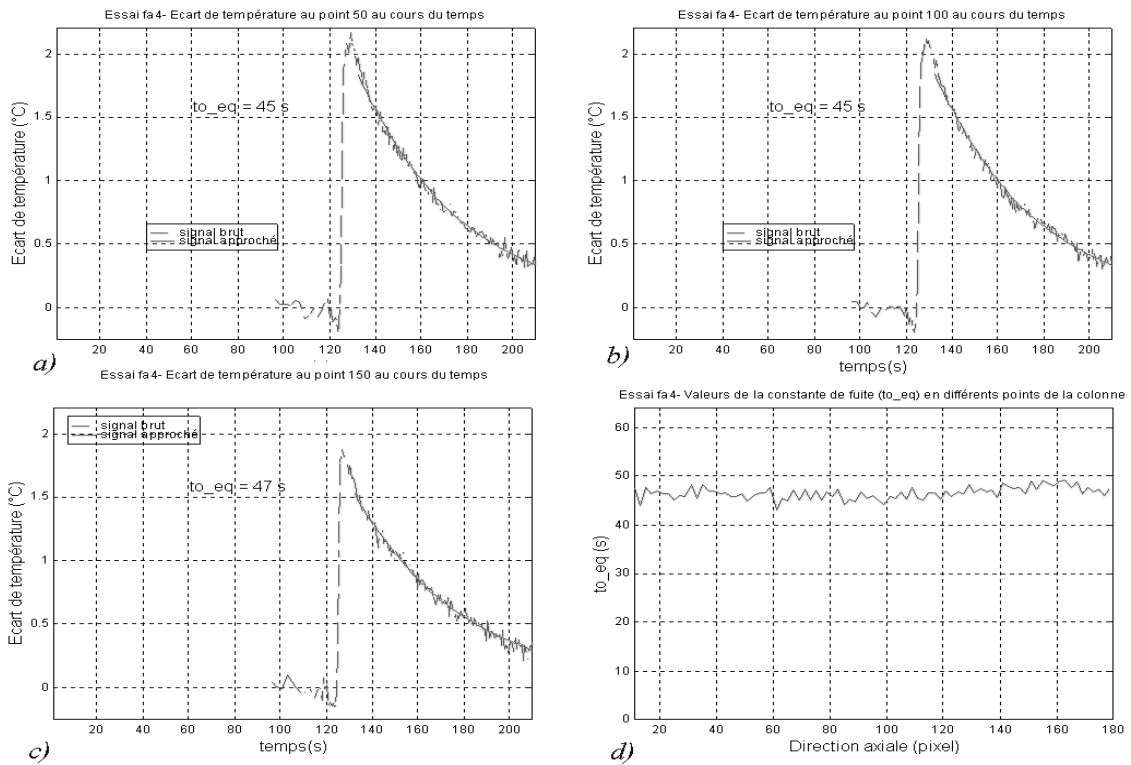 Essai fa4- Ecart de température au point 50 au cours du temps
Ecart de température (°C)
2
1.5
1
0.5
0
to_eq = 45 s
signal brut
signal approché
20 40 60 80 100 120 140 160 180 200
a)
Essai fa4- Ecart de température au point 100 au cours du temps
Ecart de température (°C)
2
1.5
1
0.5
0
to_eq = 45 s
signal brut
signal approché
20 40 60 80 100 120 140 160 180 200
temps(s)
b)
Essai fa4- Ecart de température au point 150 au cours du temps
Ecart de température (°C)
2
1.5
1
0.5
0
signal brut
signal approché
to_eq = 47 s
20 40 60 80 100 120 140 160 180 200
temps(s)
c)
Essai fa4- Valeurs de la constante de fuite (to_eq) en différents points de la colonne
to_eq (s)
60
50
40
30
20
10
0
20 40 60 80 100 120 140 160 180
Direction axiale (pixel)
d)